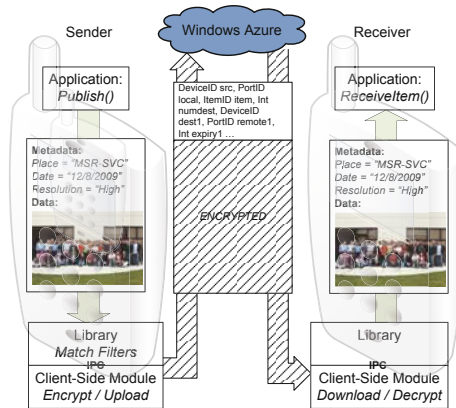 Sender
Windows Azure
Receiver
Application:
Publish()
DeviceID src, PortID
local, ItemID item, Int
numdest, DeviceID
dest1, PortID remote1,
Int expiry1 ...
Application:
ReceiveItem()
Metadata:
Place = "MSR-SVC"
Date = "12/8/2009"
Resolution = "High"
Data:
ENCRYPTED
Metadata:
Place = "MSR-SVC"
Date = "12/8/2009"
Resolution = "High"
Data:
Library
Match Filters
IPC
Client-Side Module
Encrypt / Upload
Library
IPC
Client-Side Module
Download / Decrypt